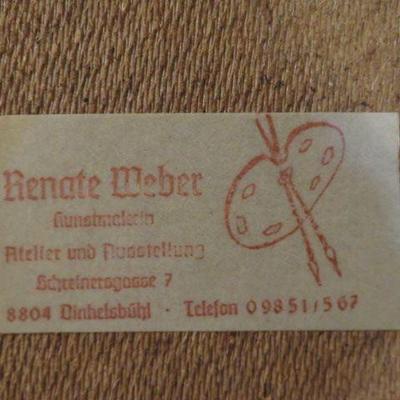 Renate Weber
Kunstmalerin
Atelier und Ausstellung
Schreinersgasse 7
8804 Dinkelsbühl · Telefon 09851/567